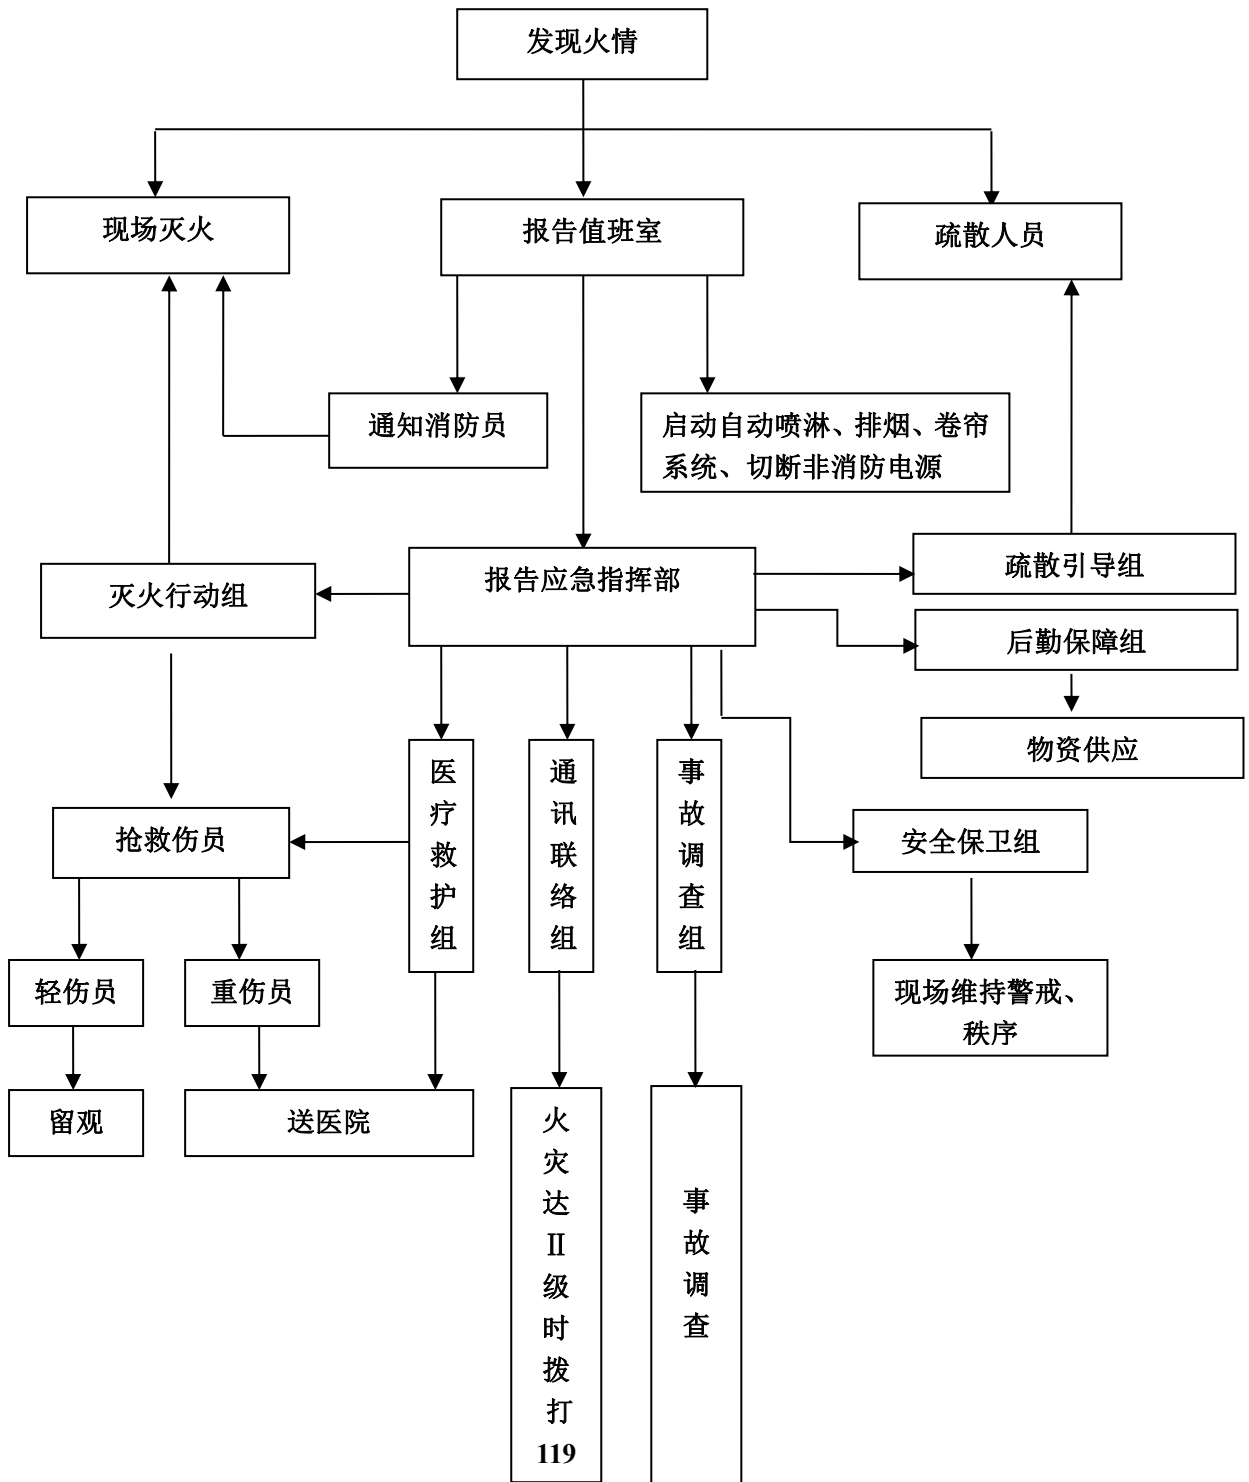 发现火情
现场灭火
报告值班室
疏散人员
通知消防员
启动自动喷淋、排烟、卷帘
系统、切断非消防电源
报告应急指挥部
疏散引导组
灭火行动组
后勤保障组
物资供应
医疗救护组
通讯联络组
事故调查组
抢救伤员
安全保卫组
轻伤员
重伤员
现场维持警戒、
秩序
留观
送医院
火灾达Ⅱ级时拨打
119
事故调查